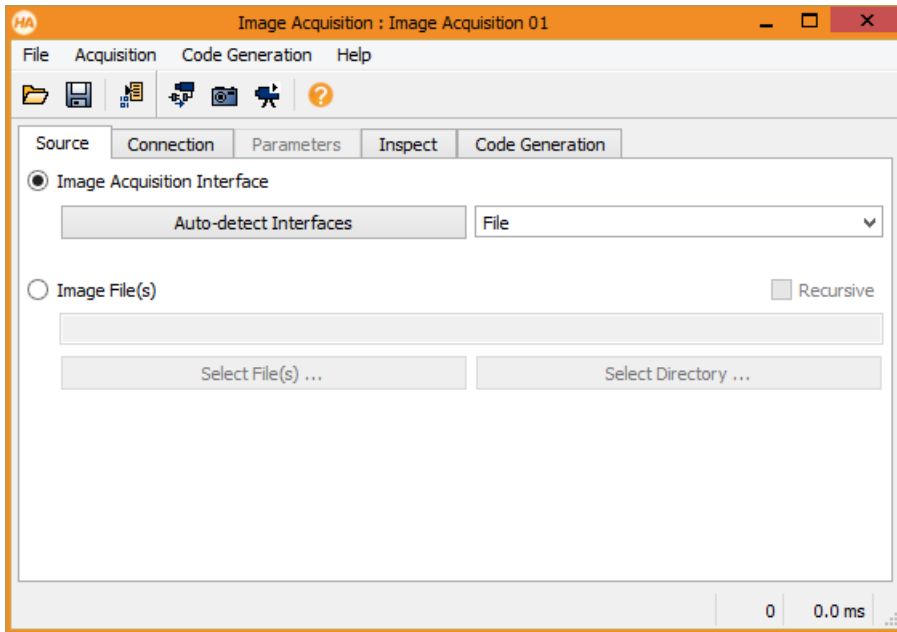 HA Image Acquisition : Image Acquisition 01
File Acquisition Code Generation Help
?
Source Connection Parameters Inspect Code Generation
Image Acquisition Interface
Auto-detect Interfaces File
Image File(s) Recursive
Select File(s) ... Select Directory ...
0 0.0 ms